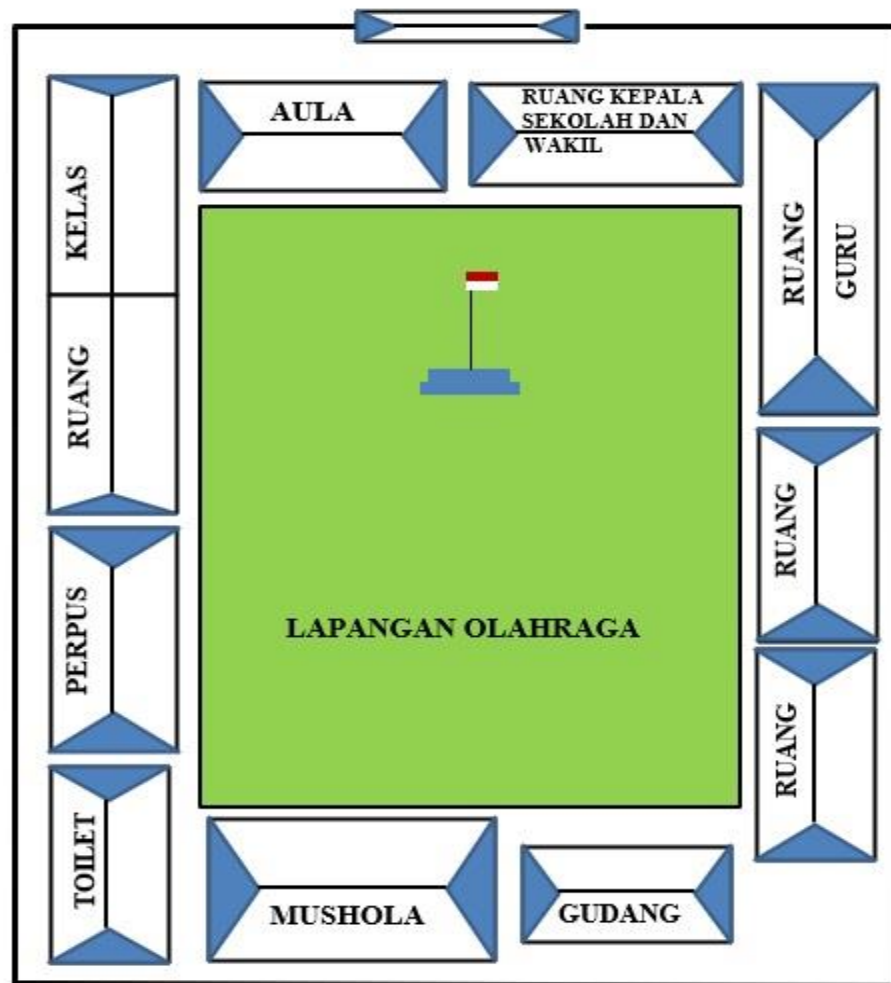 AULA
RUANG KEPALA
SEKOLAH DAN
WAKIL
KELAS
RUANG
RUANG
GURU
RUANG
PERPUS
LAPANGAN OLAHRAGA
RUANG
TOILET
MUSHOLA
GUDANG